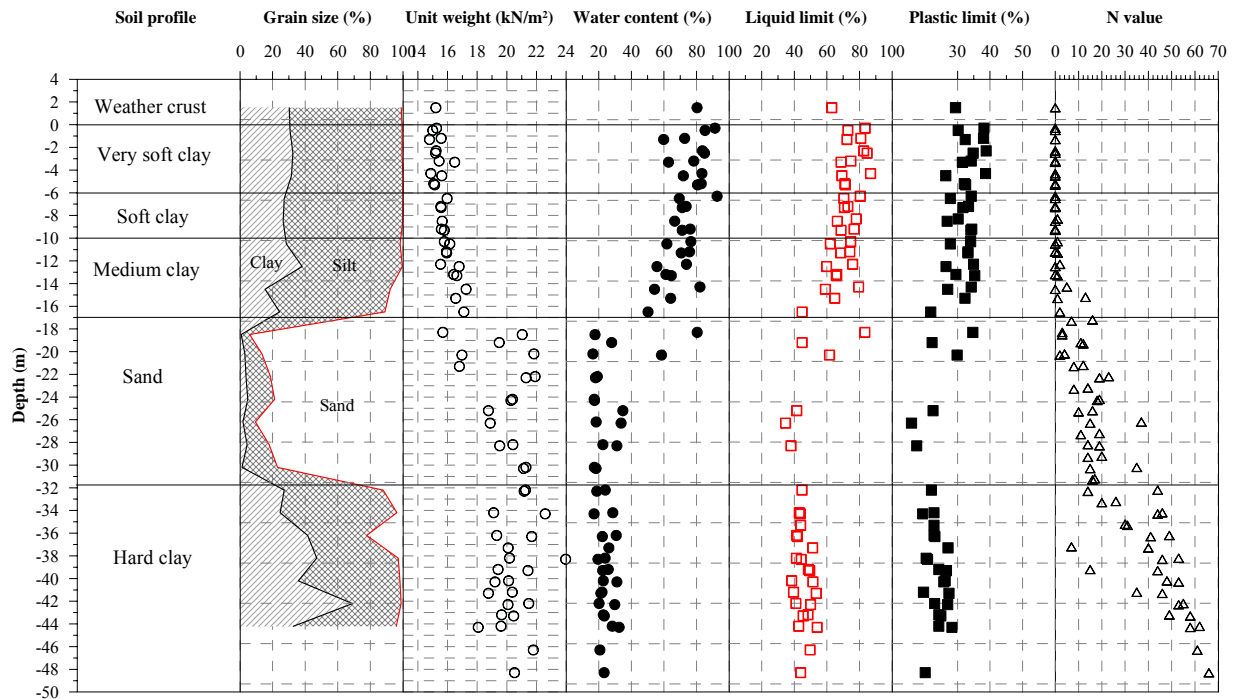 Soil profile Grain size (%) Unit weight (kN/m²) Water content (%) Liquid limit (%) Plastic limit (%) N value
0 20 40 60 80 100 14 16 18 20 22 24 20 40 60 80 100 20 40 60 80 100 10 20 30 40 50 0 10 20 30 40 50 60 70
4
2
Weather crust
0
-2
Very soft clay
-4
-6
Soft clay
-8
-10
Clay Silt
Medium clay
-12
-14
-16
-18
-20
Sand
-22
Sand
-24
Depth (m)
-26
-28
-30
-32
-34
-36
Hard clay
-38
-40
-42
-44
-46
-48
-50